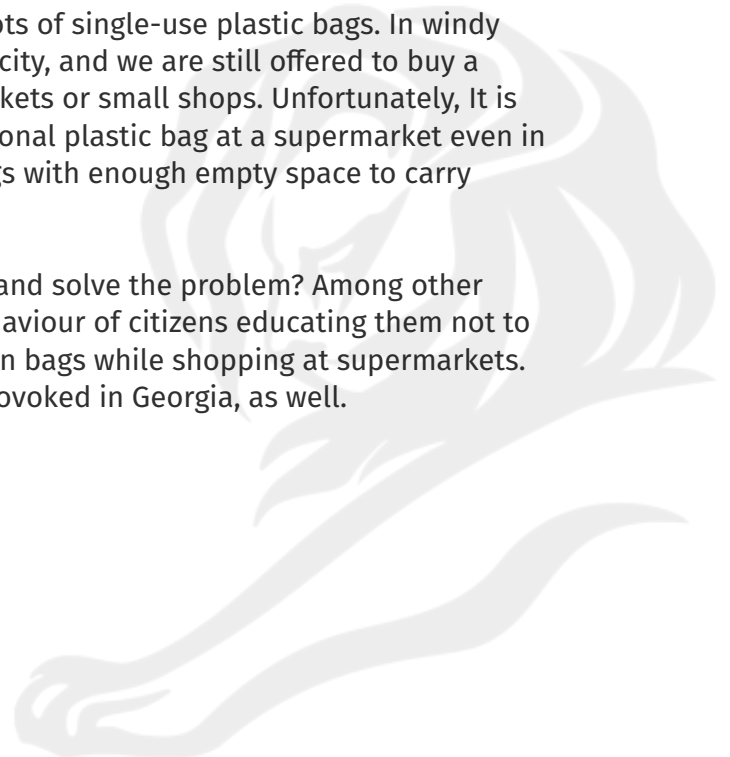 ots of single-use plastic bags. In windy
city, and we are still offered to buy a
kets or small shops. Unfortunately, It is
onal plastic bag at a supermarket even in
gs with enough empty space to carry
and solve the problem? Among other
aviour of citizens educating them not to
n bags while shopping at supermarkets.
ovoked in Georgia, as well.